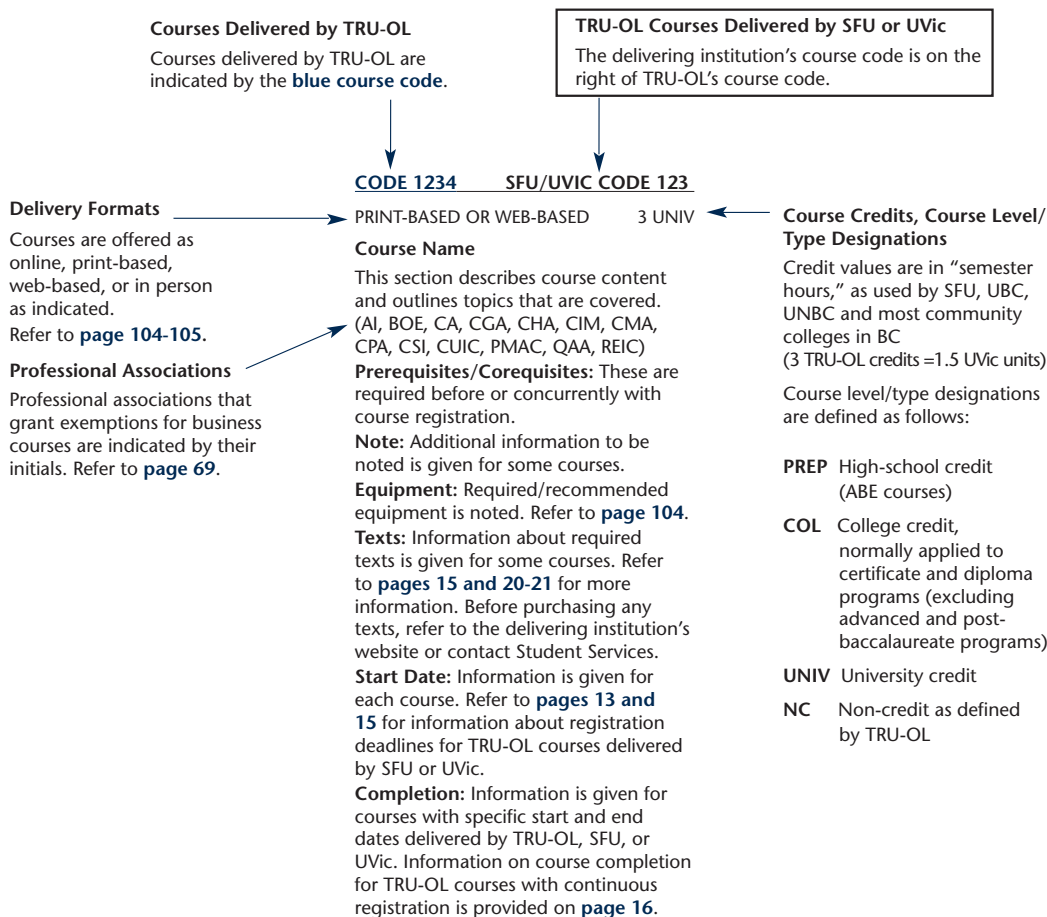 Courses Delivered by TRU-OL
Courses delivered by TRU-OL are
indicated by the blue course code.
TRU-OL Courses Delivered by SFU or UVic
The delivering institution's course code is on the
right of TRU-OL's course code.
Delivery Formats
Courses are offered as
online, print-based,
web-based, or in person
as indicated.
Refer to page 104-105.
Professional Associations
Professional associations that
grant exemptions for business
courses are indicated by their
initials. Refer to page 69.
CODE 1234 SFU/UVIC CODE 123
PRINT-BASED OR WEB-BASED 3 UNIV
Course Name
This section describes course content
and outlines topics that are covered.
(AI, BOE, CA, CGA, CHA, CIM, CMA,
CPA, CSI, CUIC, PMAC, QAA, REIC)
Prerequisites/Corequisites: These are
required before or concurrently with
course registration.
Note: Additional information to be
noted is given for some courses.
Equipment: Required/recommended
equipment is noted. Refer to page 104.
Texts: Information about required
texts is given for some courses. Refer
to pages 15 and 20-21 for more
information. Before purchasing any
texts, refer to the delivering institution's
website or contact Student Services.
Start Date: Information is given for
each course. Refer to pages 13 and
15 for information about registration
deadlines for TRU-OL courses delivered
by SFU or UVic.
Completion: Information is given for
courses with specific start and end
dates delivered by TRU-OL, SFU, or
UVic. Information on course completion
for TRU-OL courses with continuous
registration is provided on page 16.
Course Credits, Course Level/
Type Designations
Credit values are in "semester
hours," as used by SFU, UBC,
UNBC and most community
colleges in BC
(3 TRU-OL credits =1.5 UVic units)
Course level/type designations
are defined as follows:
PREP High-school credit
(ABE courses)
COL College credit,
normally applied to
certificate and diploma
programs (excluding
advanced and post-
baccalaureate programs)
UNIV University credit
NC Non-credit as defined
by TRU-OL